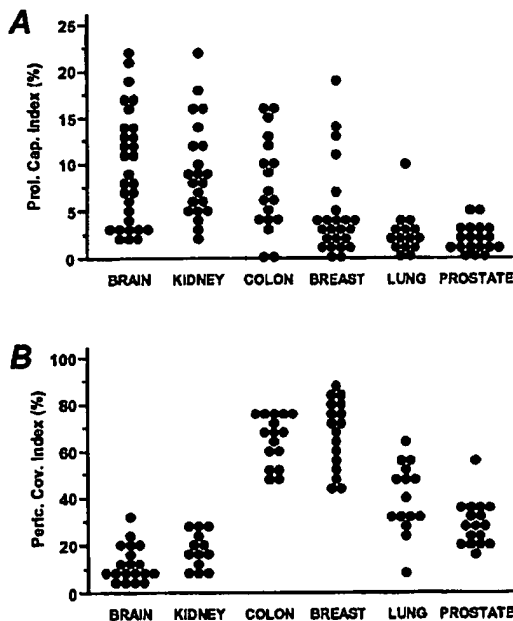 A
Prol. Cap. Index (%)
25
20
15
10
5
0
BRAIN KIDNEY COLON BREAST LUNG PROSTATE
B
Peric. Cov. Index (%)
100
80
60
40
20
0
BRAIN KIDNEY COLON BREAST LUNG PROSTATE